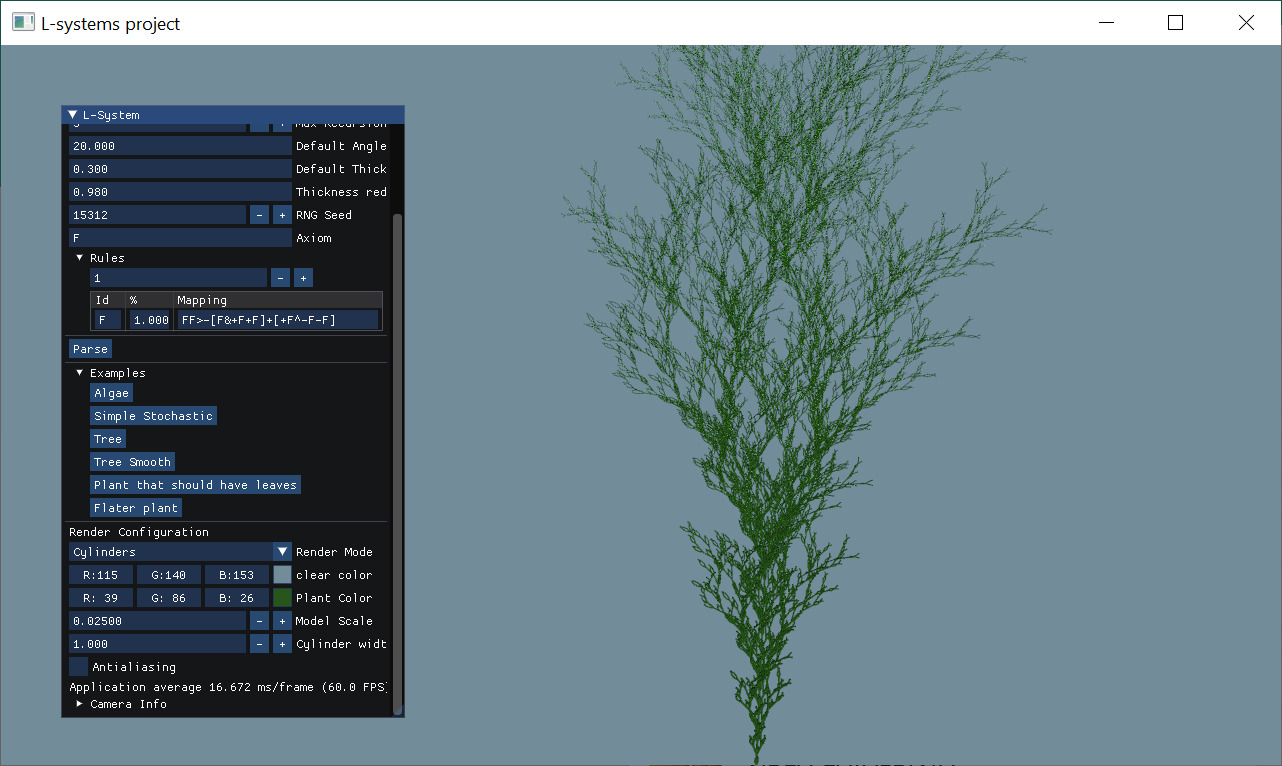 L-systems project
L-System
Max Recursion
20.000 Default Angle
0.300 Default Thick
0.980 Thickness red
15312 - + RNG Seed
F Axiom
Rules
1 - +
Id % Mapping
F 1.000 FF>-[F&+F+F]+[+F^-F-F]
Parse
Examples
Algae
Simple Stochastic
Tree
Tree Smooth
Plant that should have leaves
Flater plant
Render Configuration
Cylinders Render Mode
R:115 G:140 B:153 clear color
R: 39 G: 86 B: 26 Plant Color
0.02500 - + Model Scale
1.000 - + Cylinder widt
Antialiasing
Application average 16.672 ms/frame (60.0 FPS)
Camera Info